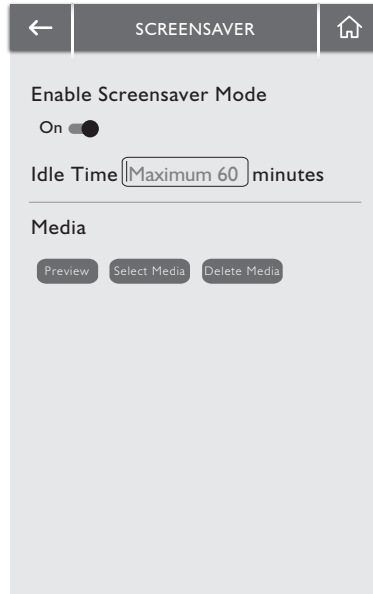 SCREENSAVER
Enable Screensaver Mode
On
Idle Time Maximum 60 minutes
Media
Preview Select Media Delete Media